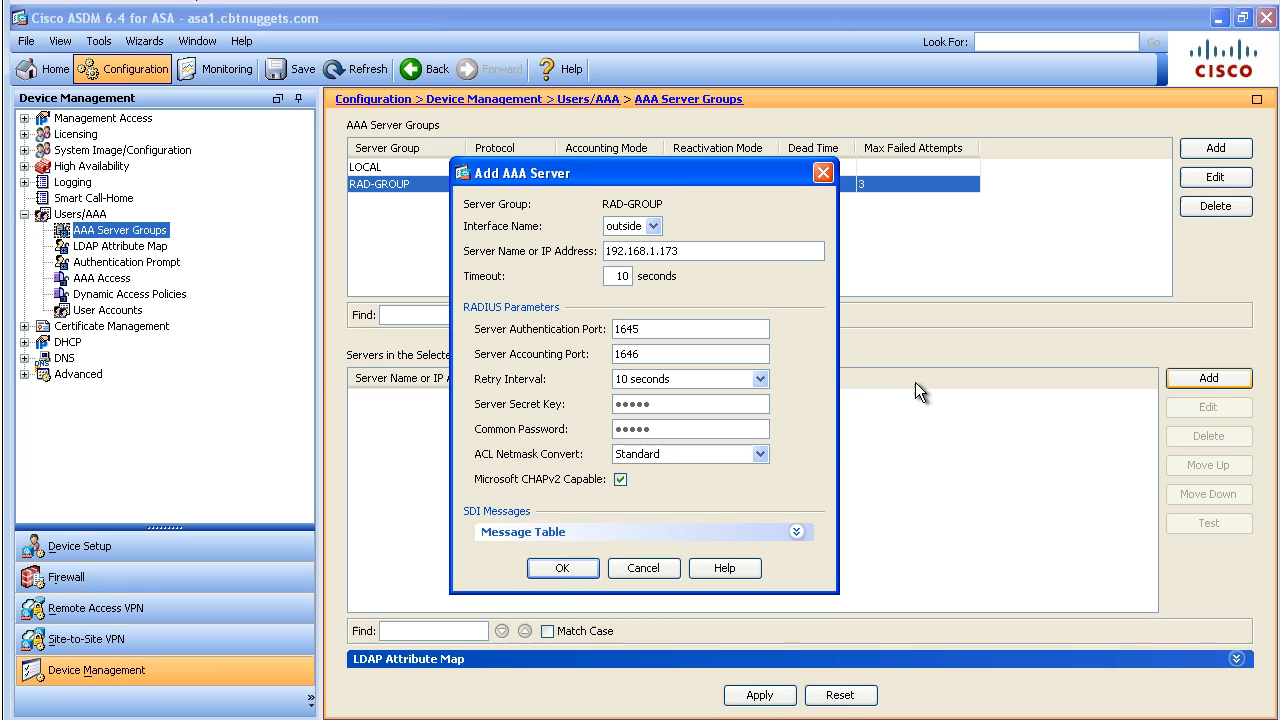 Cisco ASDM 6.4 for ASA - asa1.cbtnuggets.com
File View Tools Wizards Window Help Look For: Go
Home Configuration Monitoring Save Refresh Back Forward Help
CISCO
Device Management
Management Access
Licensing
System Image/Configuration
High Availability
Logging
Smart Call-Home
Users/AAA
AAA Server Groups
LDAP Attribute Map
Authentication Prompt
AAA Access
Dynamic Access Policies
User Accounts
Certificate Management
DHCP
DNS
Advanced
Device Setup
Firewall
Remote Access VPN
Site-to-Site VPN
Device Management
Configuration > Device Management > Users/AAA > AAA Server Groups
AAA Server Groups
Server Group Protocol Accounting Mode Reactivation Mode Dead Time Max Failed Attempts
LOCAL
RAD-GROUP 3
Add
Edit
Delete
Find:
Servers in the Selecte
Server Name or IP A
Add
Edit
Delete
Move Up
Move Down
Test
Find: Match Case
LDAP Attribute Map
Apply Reset
Add AAA Server
Server Group: RAD-GROUP
Interface Name: outside
Server Name or IP Address: 192.168.1.173
Timeout: 10 seconds
RADIUS Parameters
Server Authentication Port: 1645
Server Accounting Port: 1646
Retry Interval: 10 seconds
Server Secret Key: •••••
Common Password: •••••
ACL Netmask Convert: Standard
Microsoft CHAPv2 Capable:
SDI Messages
Message Table
OK Cancel Help